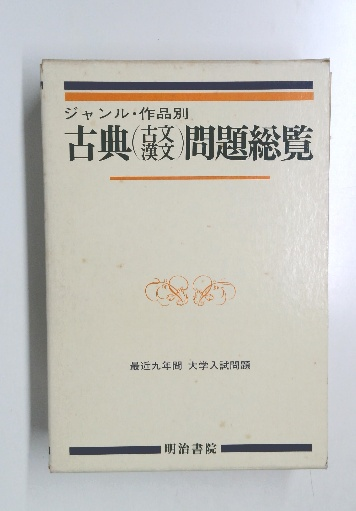 ジャンル・作品別
古典(古文漢文)問題総覧
最近九年間 大学入試問題
明治書院